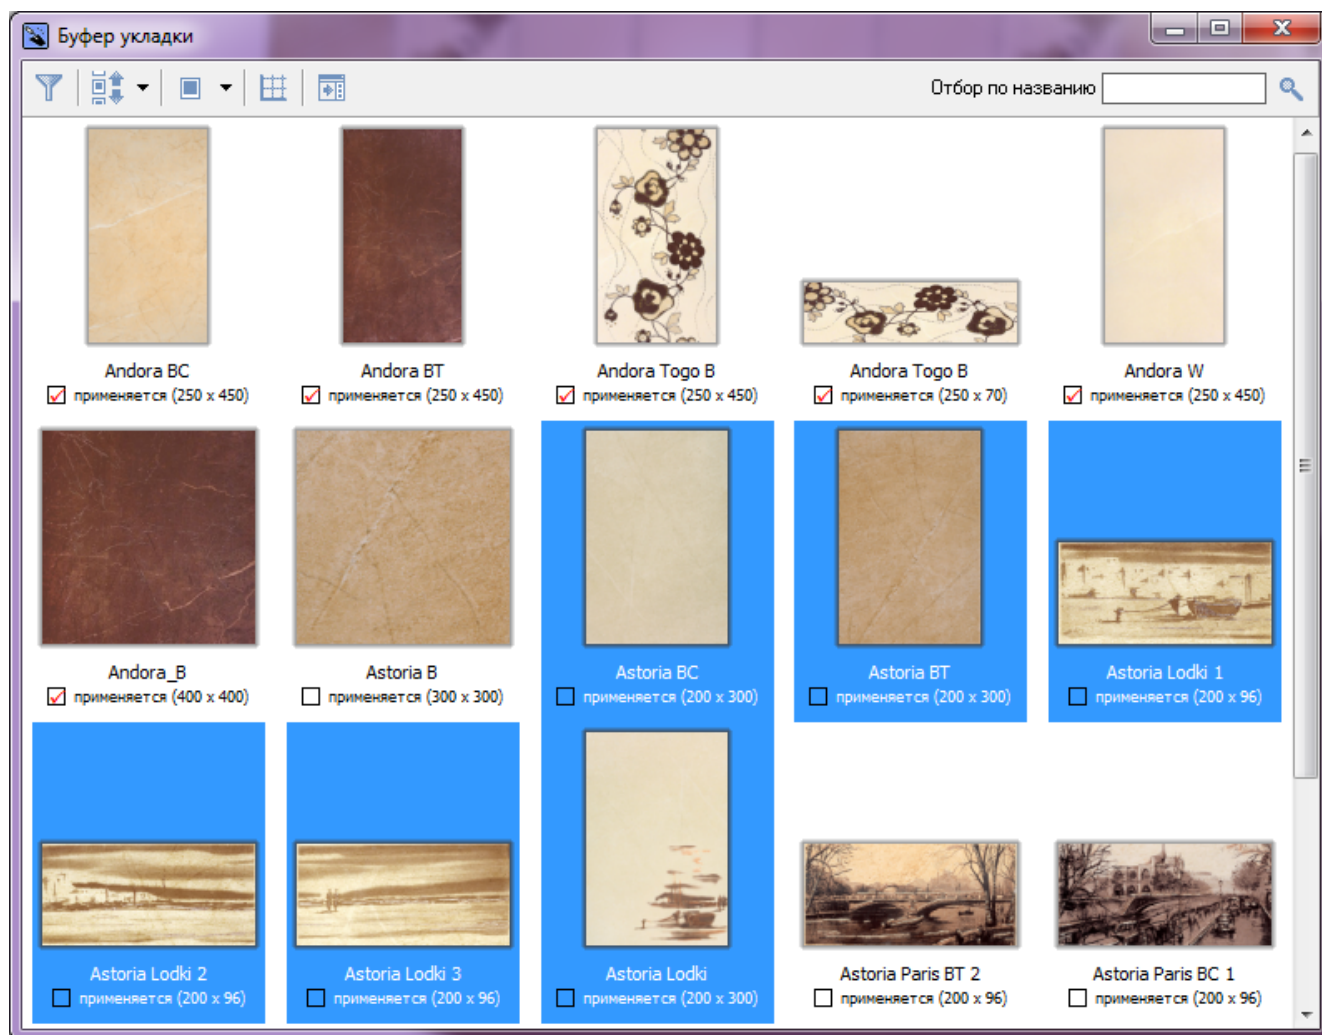 Буфер укладки
Отбор по названию
Andora BC
применяется (250 x 450)
Andora BT
применяется (250 x 450)
Andora Togo B
применяется (250 x 450)
Andora Togo B
применяется (250 x 70)
Andora W
применяется (250 x 450)
Andora_B
применяется (400 x 400)
Astoria B
применяется (300 x 300)
Astoria BC
применяется (200 x 300)
Astoria BT
применяется (200 x 300)
Astoria Lodki 1
применяется (200 x 96)
Astoria Lodki 2
применяется (200 x 96)
Astoria Lodki 3
применяется (200 x 96)
Astoria Lodki
применяется (200 x 300)
Astoria Paris BT 2
применяется (200 x 96)
Astoria Paris BC 1
применяется (200 x 96)